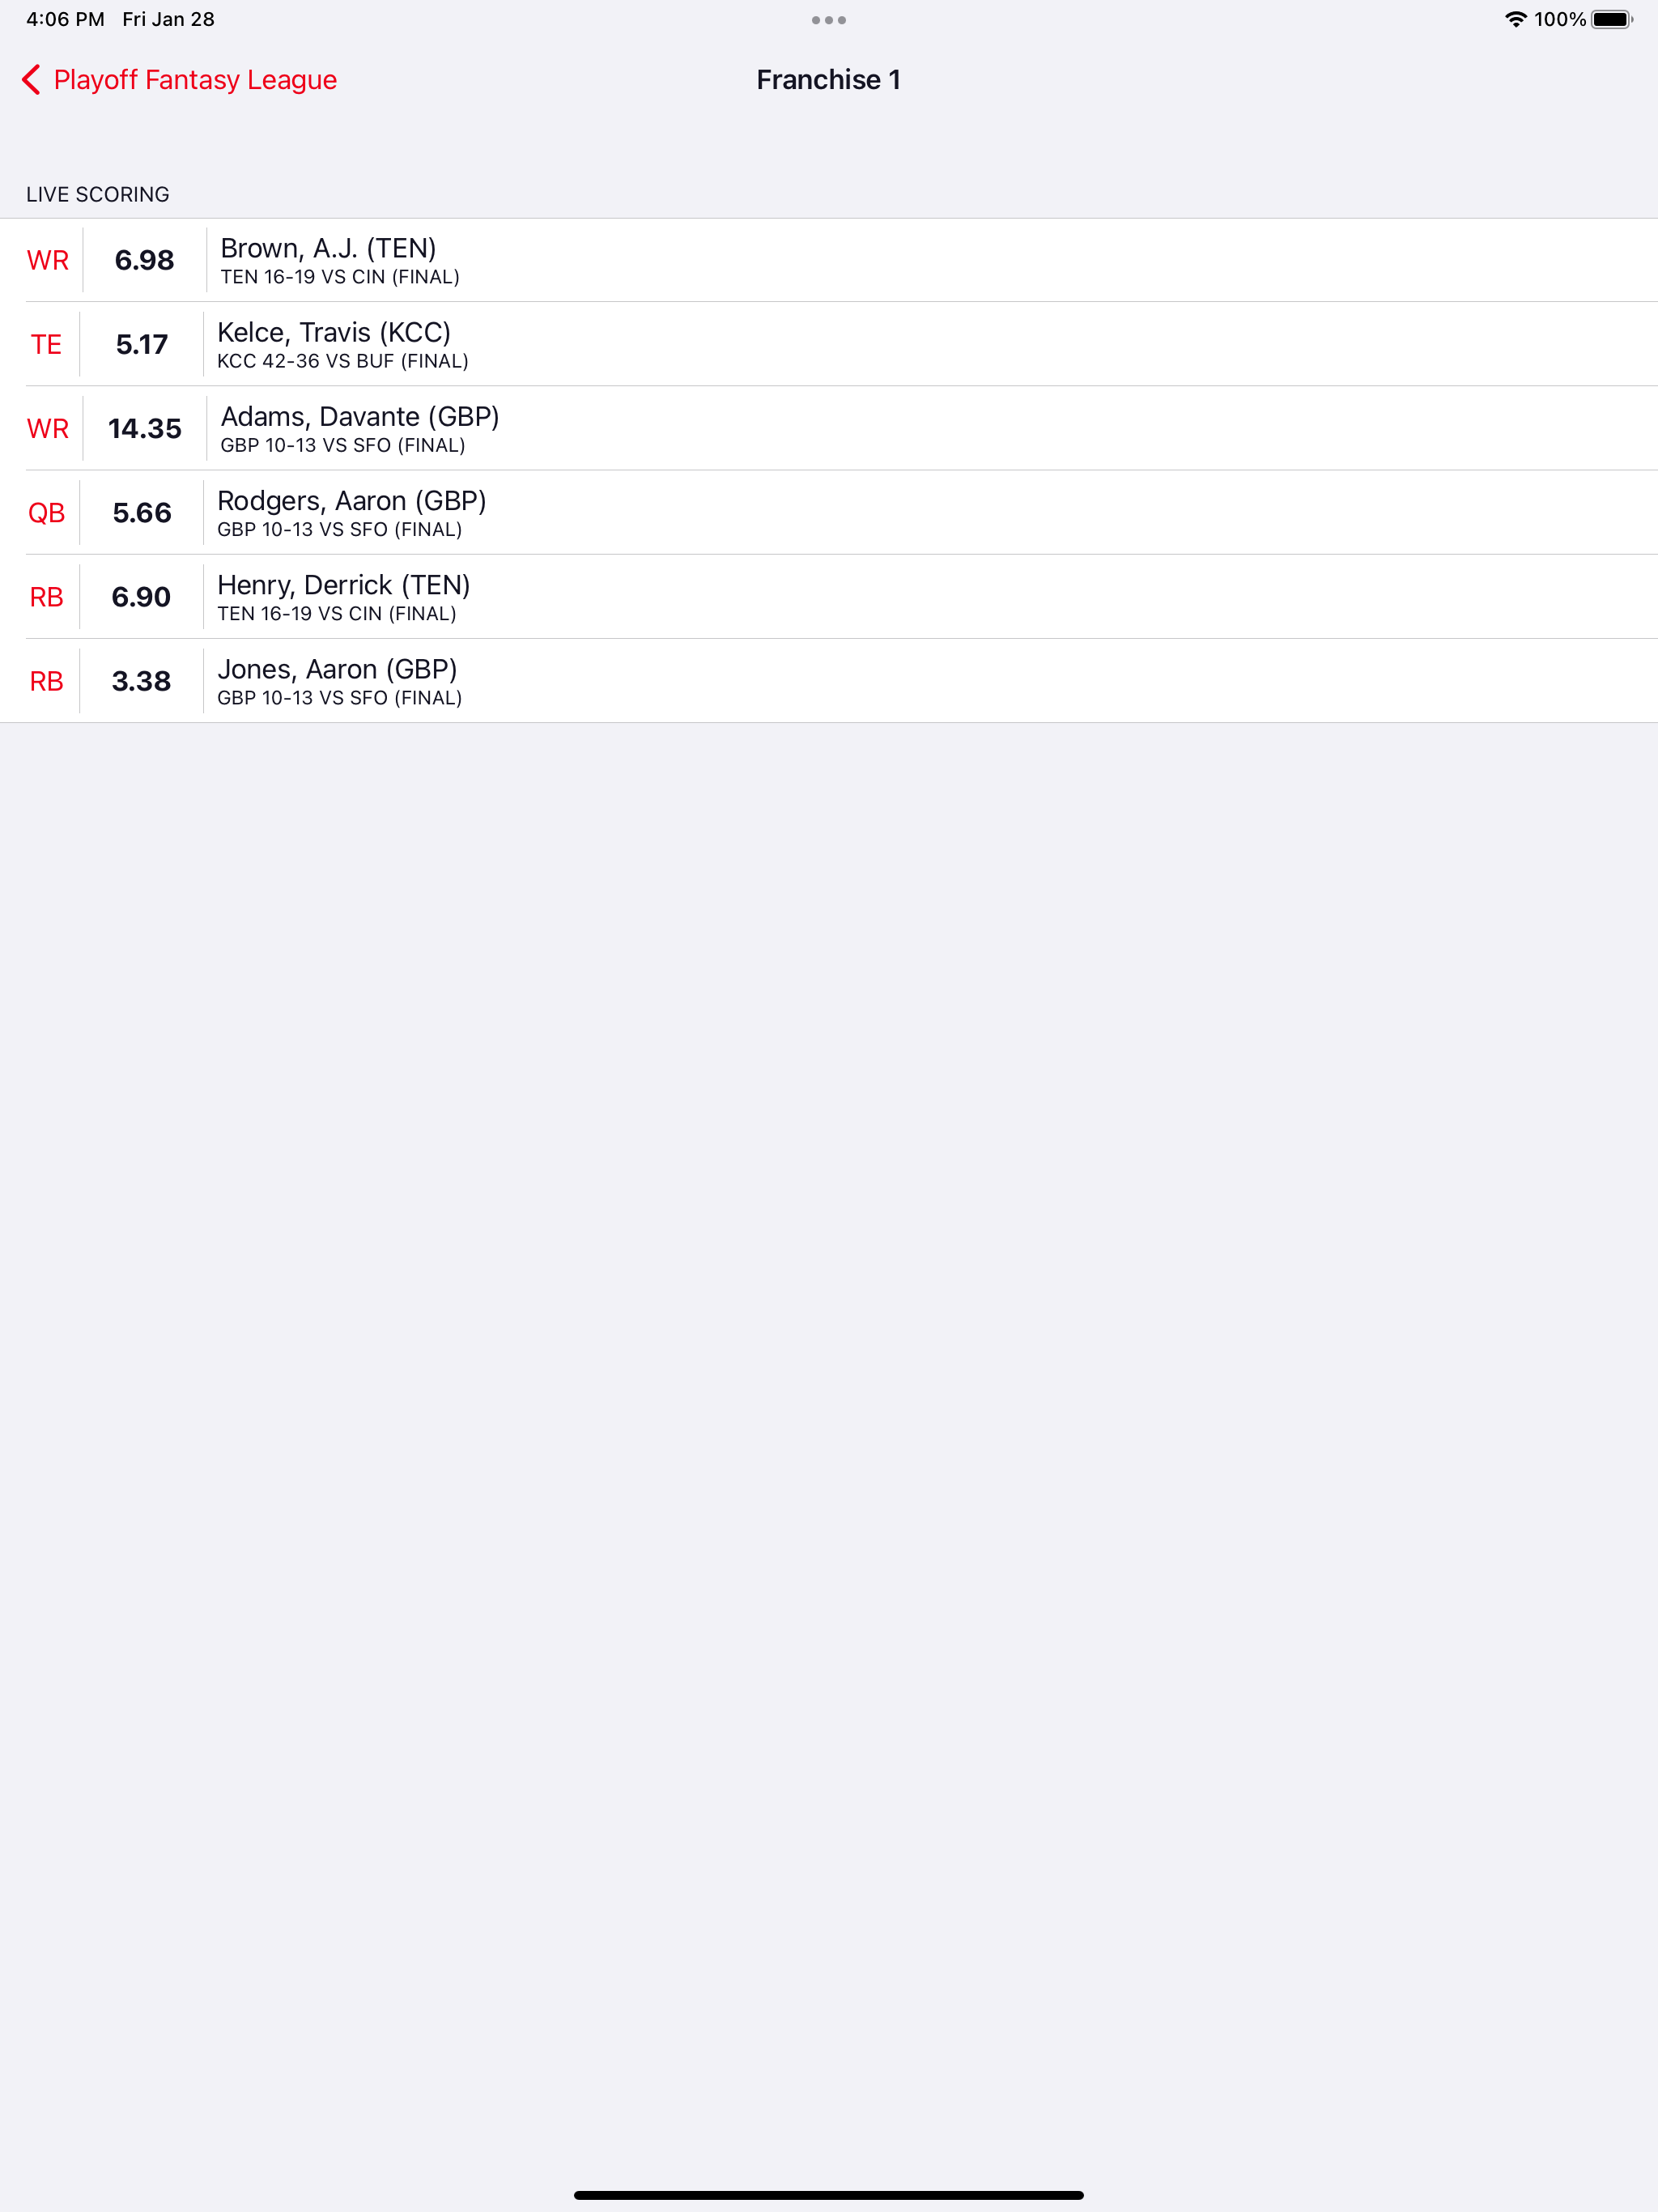 4:06 PM Fri Jan 28
100%
Playoff Fantasy League
Franchise 1
LIVE SCORING
WR 6.98 Brown, A.J. (TEN)
TEN 16-19 VS CIN (FINAL)
TE 5.17 Kelce, Travis (KCC)
KCC 42-36 VS BUF (FINAL)
WR 14.35 Adams, Davante (GBP)
GBP 10-13 VS SFO (FINAL)
QB 5.66 Rodgers, Aaron (GBP)
GBP 10-13 VS SFO (FINAL)
RB 6.90 Henry, Derrick (TEN)
TEN 16-19 VS CIN (FINAL)
RB 3.38 Jones, Aaron (GBP)
GBP 10-13 VS SFO (FINAL)